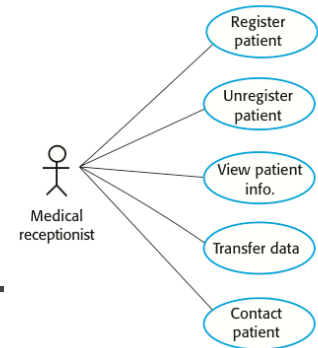 Register
patient
Unregister
patient
View patient
info.
Medical
receptionist
Transfer data
Contact
patient